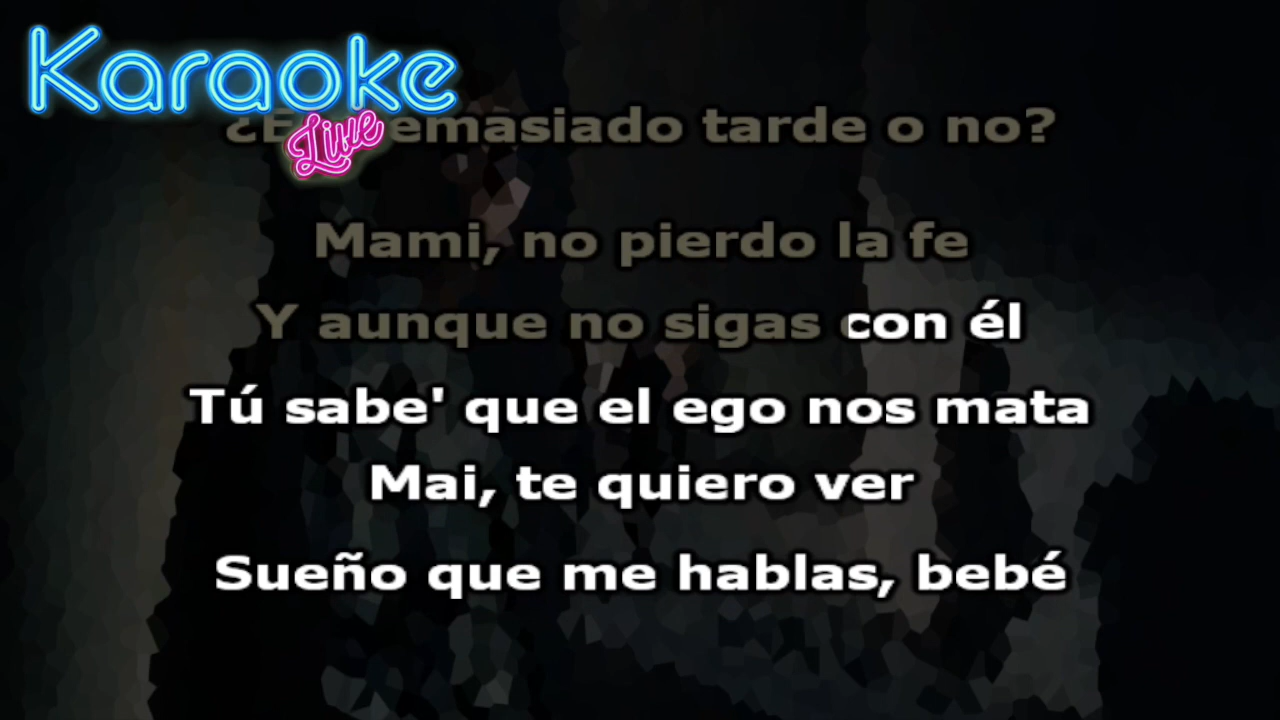 Karaoke
Live
tarde o no?
Mami, no pierdo la fe
Y aunque no sigas con él
Tú sabe' que el ego nos mata
Mai, te quiero ver
Sueño que me hablas, bebé